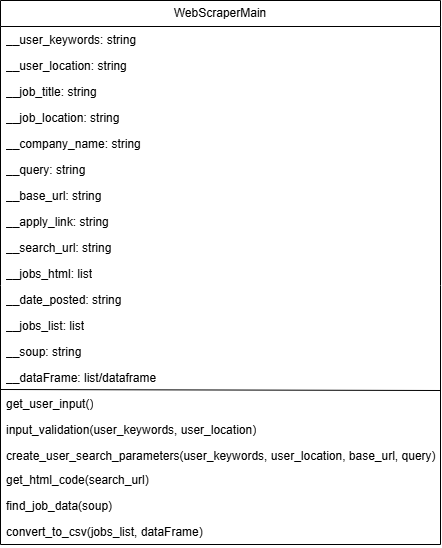 WebScraperMain
__user_keywords: string
__user_location: string
__job_title: string
__job_location: string
__company_name: string
__query: string
__base_url: string
__apply_link: string
__search_url: string
__jobs_html: list
__date_posted: string
__jobs_list: list
__soup: string
__dataFrame: list/dataframe
get_user_input()
input_validation(user_keywords, user_location)
create_user_search_parameters(user_keywords, user_location, base_url, query)
get_html_code(search_url)
find_job_data(soup)
convert_to_csv(jobs_list, dataFrame)